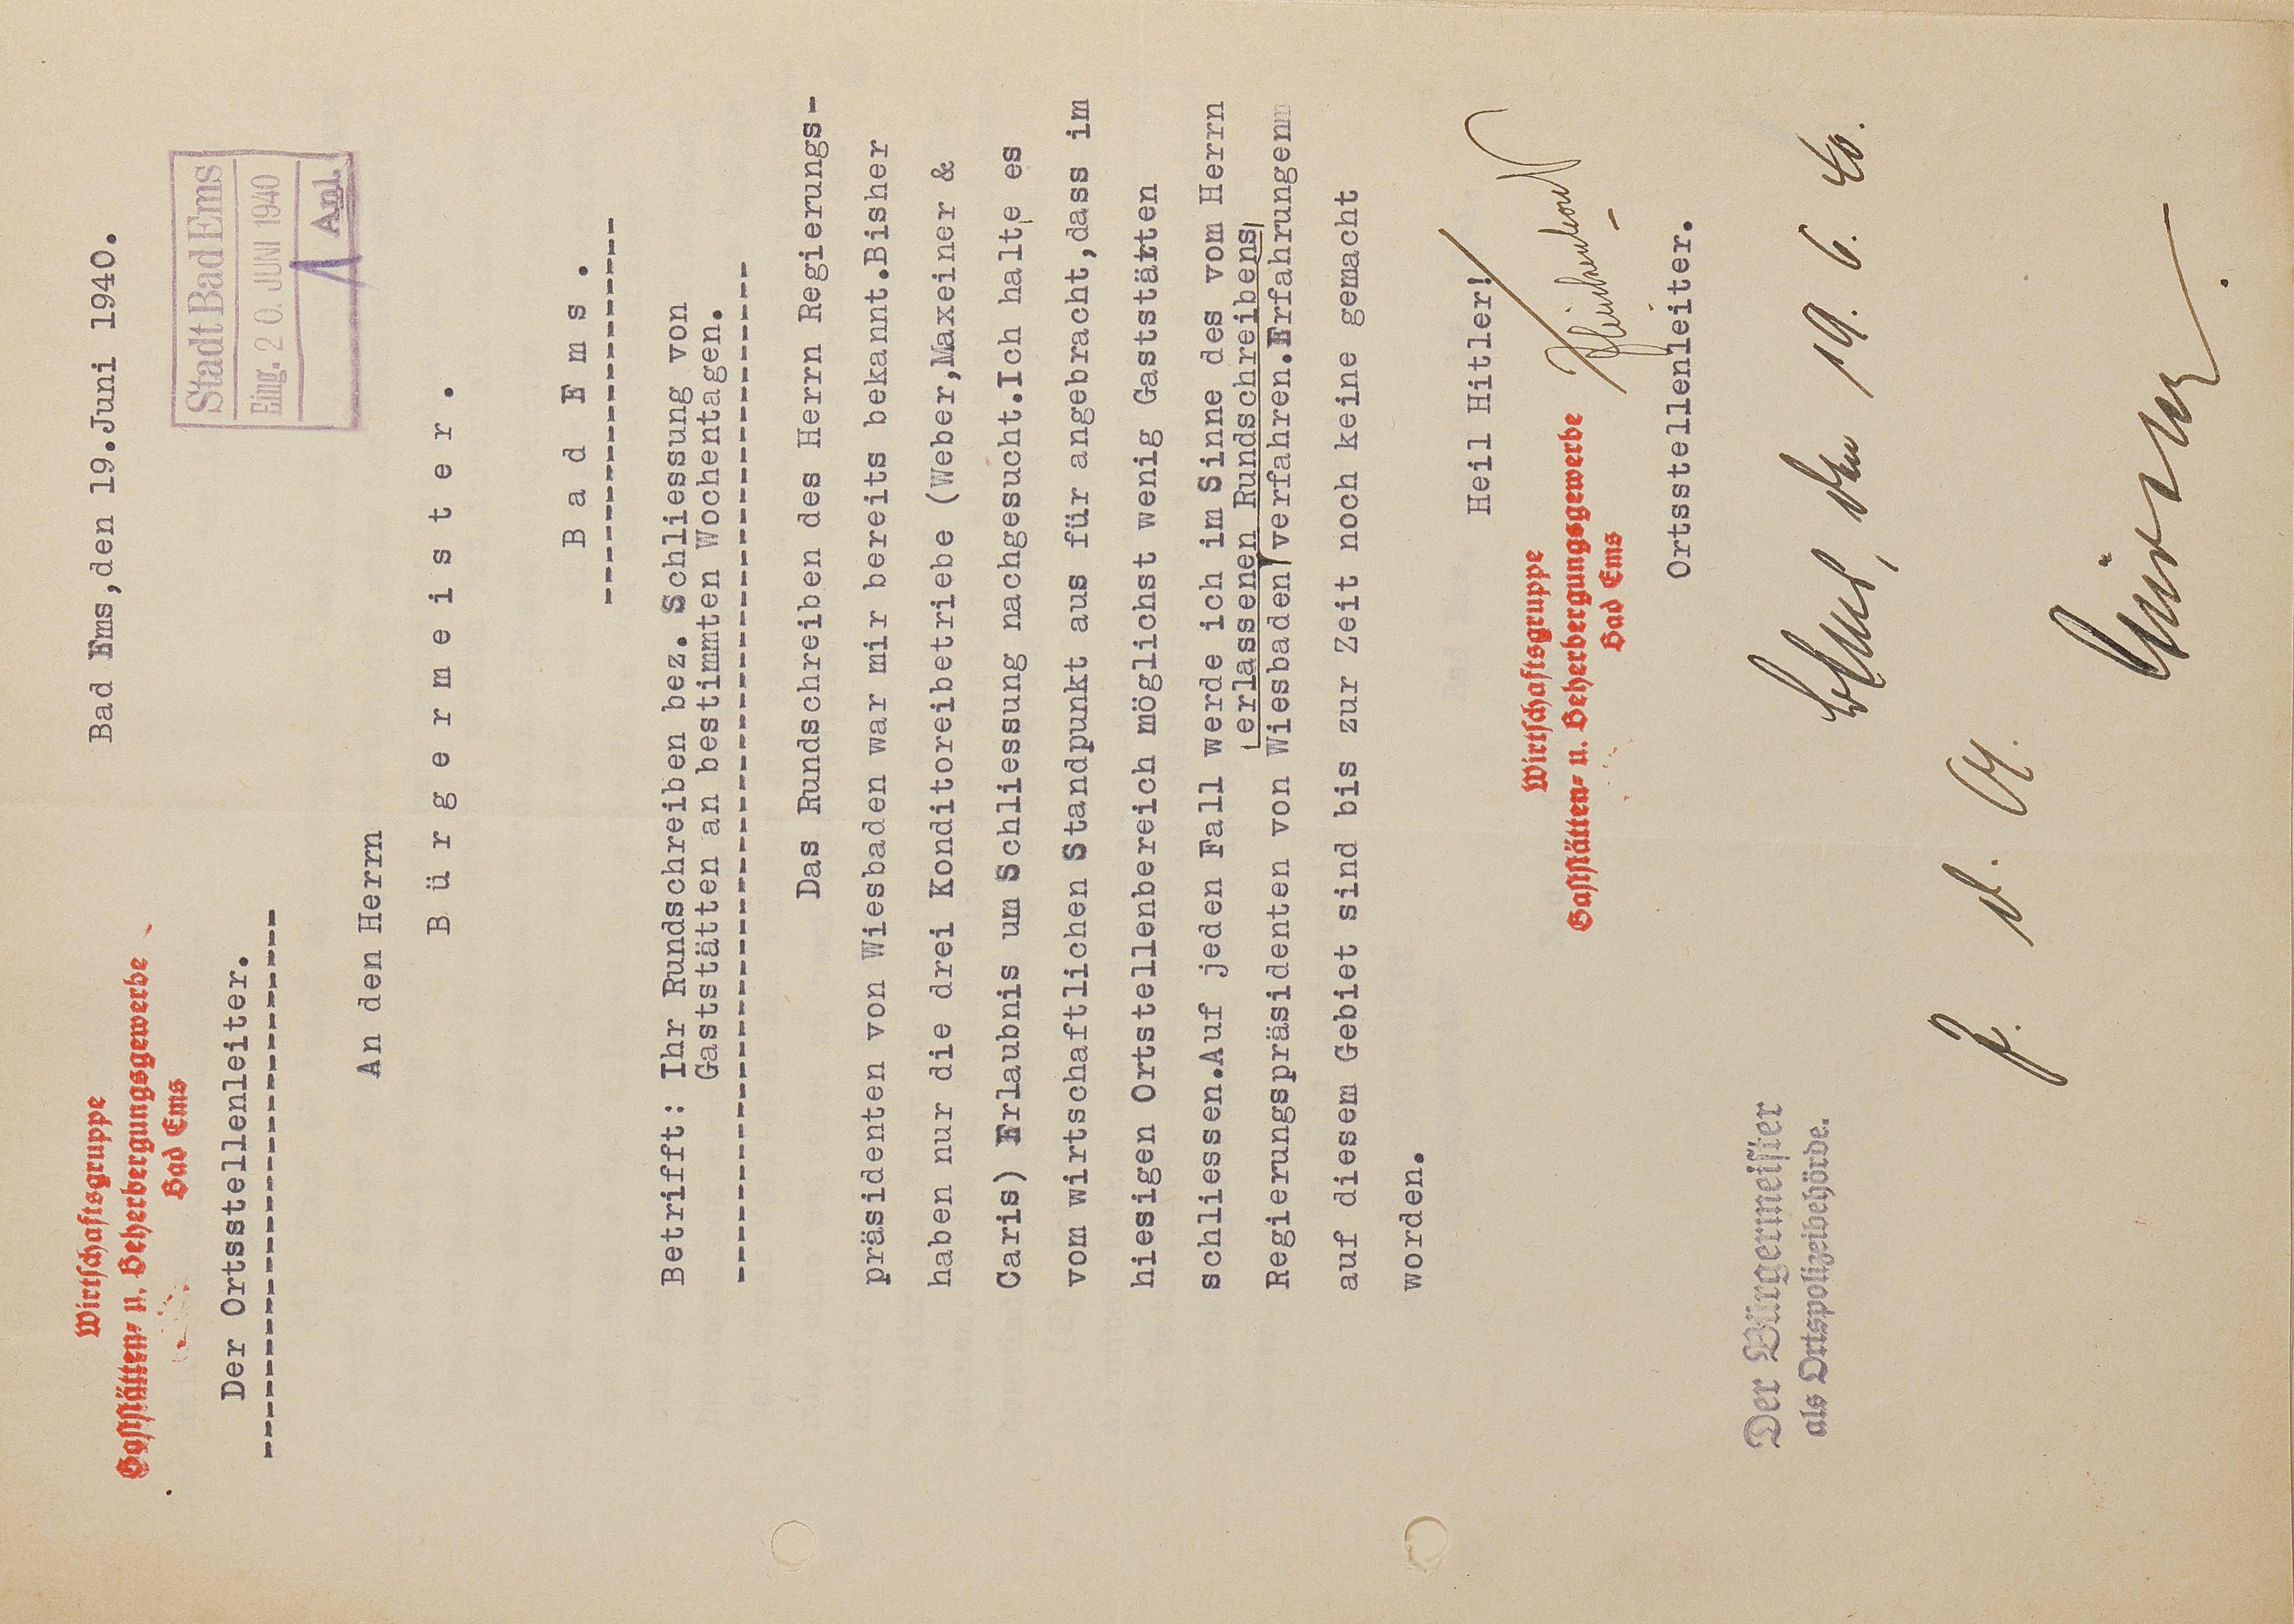 Wirtschaftsgruppe
Gaststätten- u. Beherbergungsgewerbe
Bad Ems
Bad Ems,den 19.Juni 1940.
Der Ortsstellenleiter.
Stadt Bad Ems
Eing. 20. JUNI 1940
Anl.
An den Herrn
Bürgermeister.
Bad Ems.
Betrifft: Ihr Rundschreiben bez. Schliessung von
Gaststätten an bestimmten Wochentagen.
Das Rundschreiben des Herrn Regierungs-
präsidenten von Wiesbaden war mir bereits bekannt.Bisher
haben nur die drei Konditoreibetriebe (Weber,Maxeiner &
Caris) Erlaubnis um Schliessung nachgesucht.Ich halte es
vom wirtschaftlichen Standpunkt aus für angebracht,dass im
hiesigen Ortstellenbereich möglichst wenig Gaststätten
schliessen.Auf jeden Fall werde ich im Sinne des vom Herrn
erlassenen Rundschreibens
Regierungspräsidenten von Wiesbaden verfahren.Erfahrungen
auf diesem Gebiet sind bis zur Zeit noch keine gemacht
worden.
Heil Hitler!
Wirtschaftsgruppe
Gaststätten- u. Beherbergungsgewerbe
Bad Ems
Ortsstellenleiter.
Der Bürgermeister
als Ortspolizeibehörde.
Ems, den 19. 6. 40.
z. d. A.